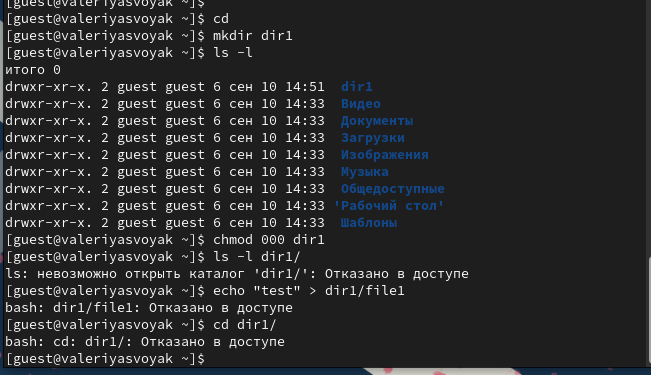 [guest@valeriyasvoyak ~]$
[guest@valeriyasvoyak ~]$ cd
[guest@valeriyasvoyak ~]$ mkdir dir1
[guest@valeriyasvoyak ~]$ ls -l
итого 0
drwxr-xr-x. 2 guest guest 6 сен 10 14:51  dir1
drwxr-xr-x. 2 guest guest 6 сен 10 14:33  Видео
drwxr-xr-x. 2 guest guest 6 сен 10 14:33  Документы
drwxr-xr-x. 2 guest guest 6 сен 10 14:33  Загрузки
drwxr-xr-x. 2 guest guest 6 сен 10 14:33  Изображения
drwxr-xr-x. 2 guest guest 6 сен 10 14:33  Музыка
drwxr-xr-x. 2 guest guest 6 сен 10 14:33  Общедоступные
drwxr-xr-x. 2 guest guest 6 сен 10 14:33 'Рабочий стол'
drwxr-xr-x. 2 guest guest 6 сен 10 14:33  Шаблоны
[guest@valeriyasvoyak ~]$ chmod 000 dir1
[guest@valeriyasvoyak ~]$ ls -l dir1/
ls: невозможно открыть каталог 'dir1/': Отказано в доступе
[guest@valeriyasvoyak ~]$ echo "test" > dir1/file1
bash: dir1/file1: Отказано в доступе
[guest@valeriyasvoyak ~]$ cd dir1/
bash: cd: dir1/: Отказано в доступе
[guest@valeriyasvoyak ~]$